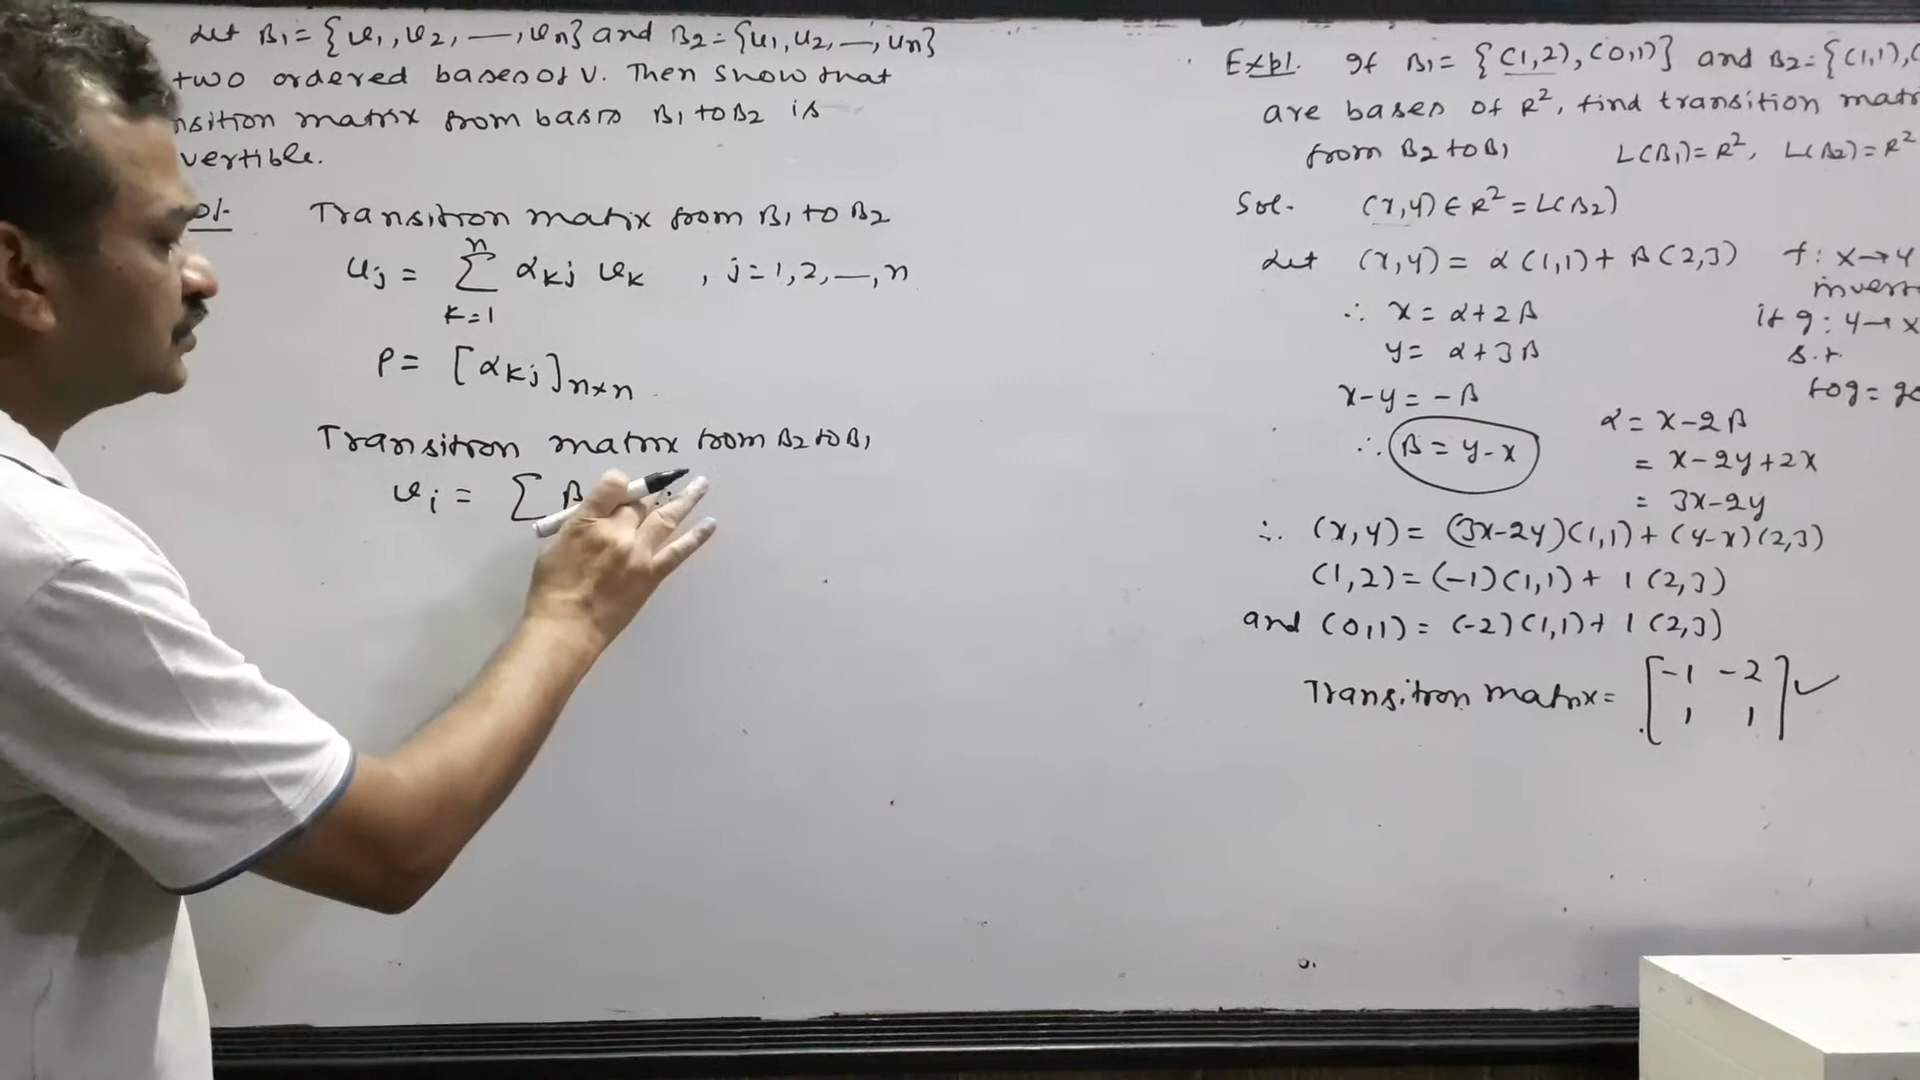 Let B₁ = {v₁, v₂, —, vₙ} and B₂ = {u₁, u₂, —, uₙ}
two ordered bases of V. Then show that
nsition matrix from basis B₁ to B₂ is
vertible.
ol-
Transition matix from B₁ to B₂
uⱼ = Σ_{k=1}^{n} αₖⱼ vₖ , j = 1, 2, —, n
P = [αₖⱼ]ₙₓₙ
Transition matrix from B₂ to B₁
vᵢ = Σ β
Expl. If B₁ = {(1,2), (0,1)} and B₂ = {(1,1), (
are bases of R², find transition matri
from B₂ to B₁ L(B₁) = R², L(B₂) = R²
Sol- (x,y) ∈ R² = L(B₂)
Let (x,y) = α(1,1) + β(2,3)
∴ x = α + 2β
y = α + 3β
x - y = -β
∴ β = y - x
f : X → Y
invert
if g : Y → X
s.t.
fog = go
α = x - 2β
= x - 2y + 2x
= 3x - 2y
∴ (x,y) = (3x-2y)(1,1) + (y-x)(2,3)
(1,2) = (-1)(1,1) + 1(2,3)
and (0,1) = (-2)(1,1) + 1(2,3)
Transition matrix = [-1 -2
1 1] ✓